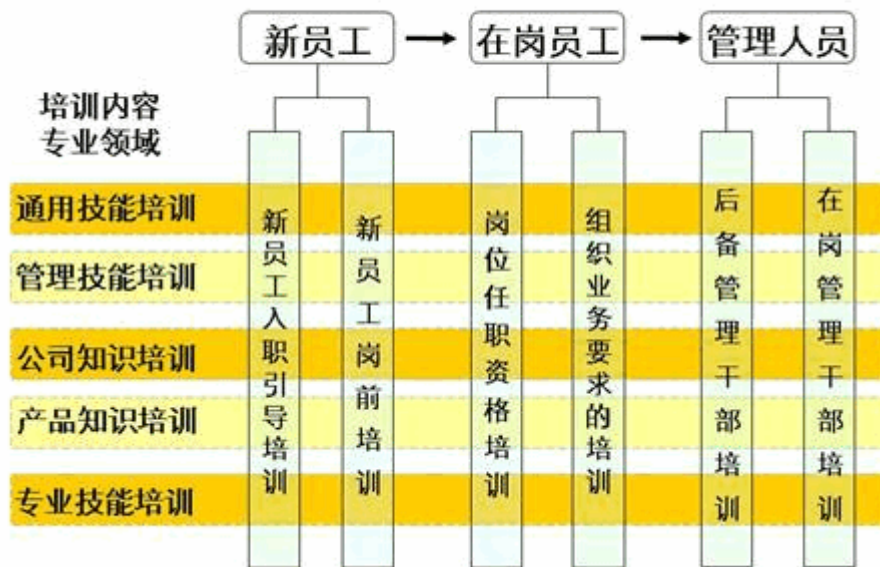 新员工
在岗员工
管理人员
培训内容
专业领域
通用技能培训
管理技能培训
公司知识培训
产品知识培训
专业技能培训
新员工入职引导培训
新员工岗前培训
岗位任职资格培训
组织业务要求的培训
后备管理干部培训
在岗管理干部培训